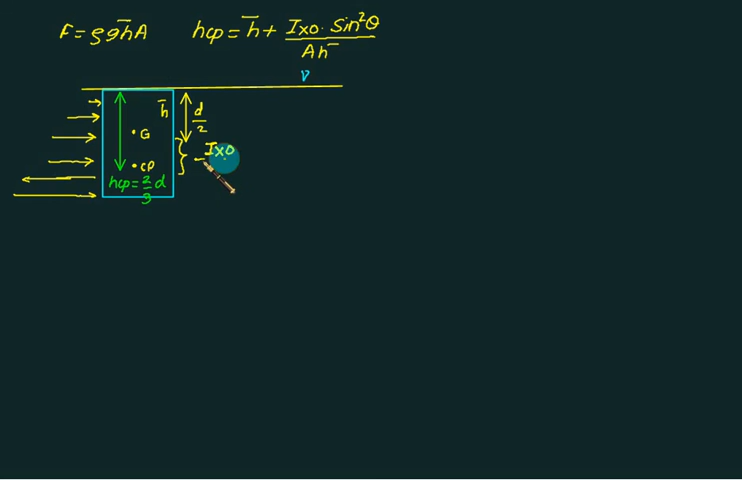 F = ρgh̄A    hcp = h̄ + Ixo . Sin²θ / Ah̄
h̄
d/2
G
Ixo
CP
hcp = 2/3 d